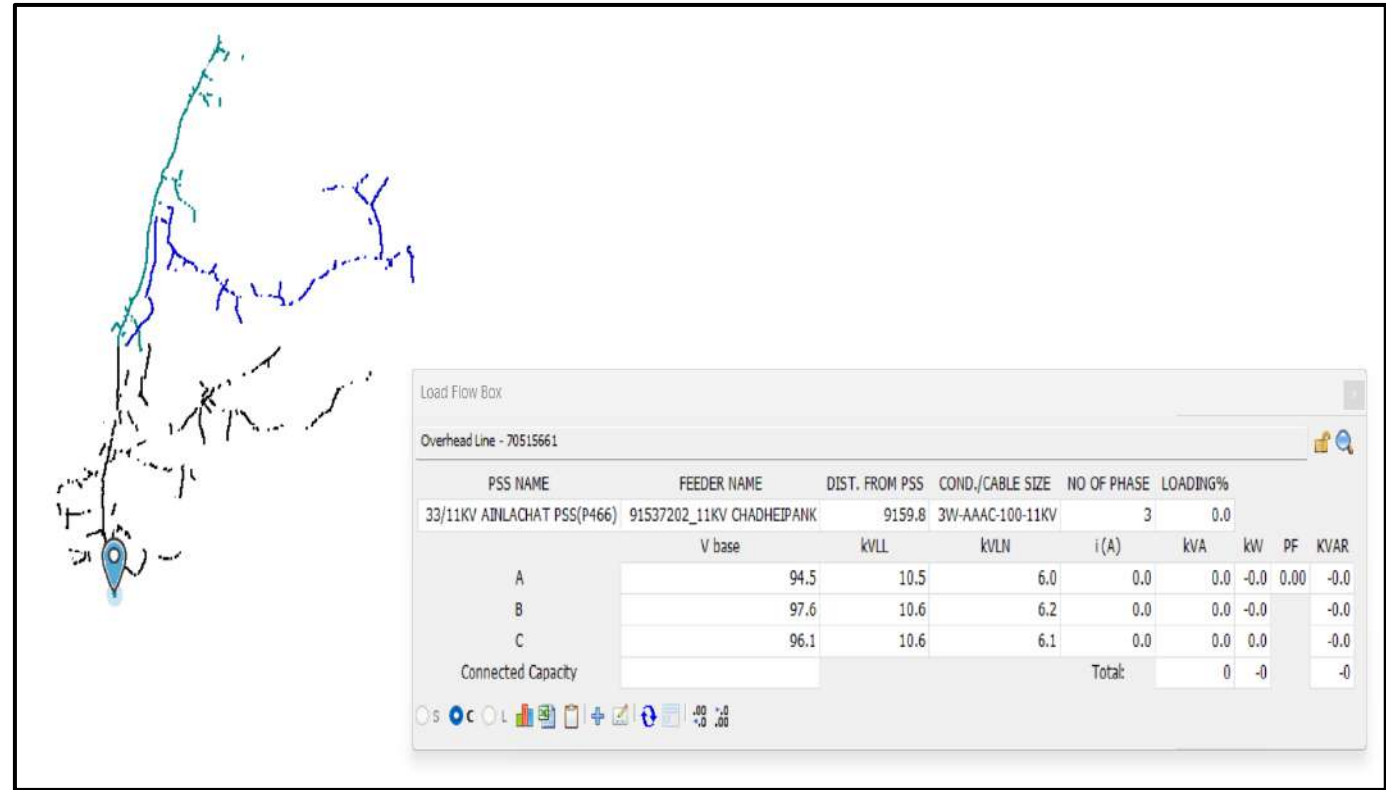 Load Flow Box
Overhead Line - 70515661
PSS NAME FEEDER NAME DIST. FROM PSS COND./CABLE SIZE NO OF PHASE LOADING%
33/11KV AINLACHAT PSS(P466) 91537202_11KV CHADHEIPANK 9159.8 3W-AAAC-100-11KV 3 0.0
V base kVLL kVLN i (A) kVA kW PF KVAR
A 94.5 10.5 6.0 0.0 0.0 -0.0 0.00 -0.0
B 97.6 10.6 6.2 0.0 0.0 -0.0 -0.0
C 96.1 10.6 6.1 0.0 0.0 0.0 -0.0
Connected Capacity Total: 0 -0 -0
S C L .00 +.0 +.0 .00